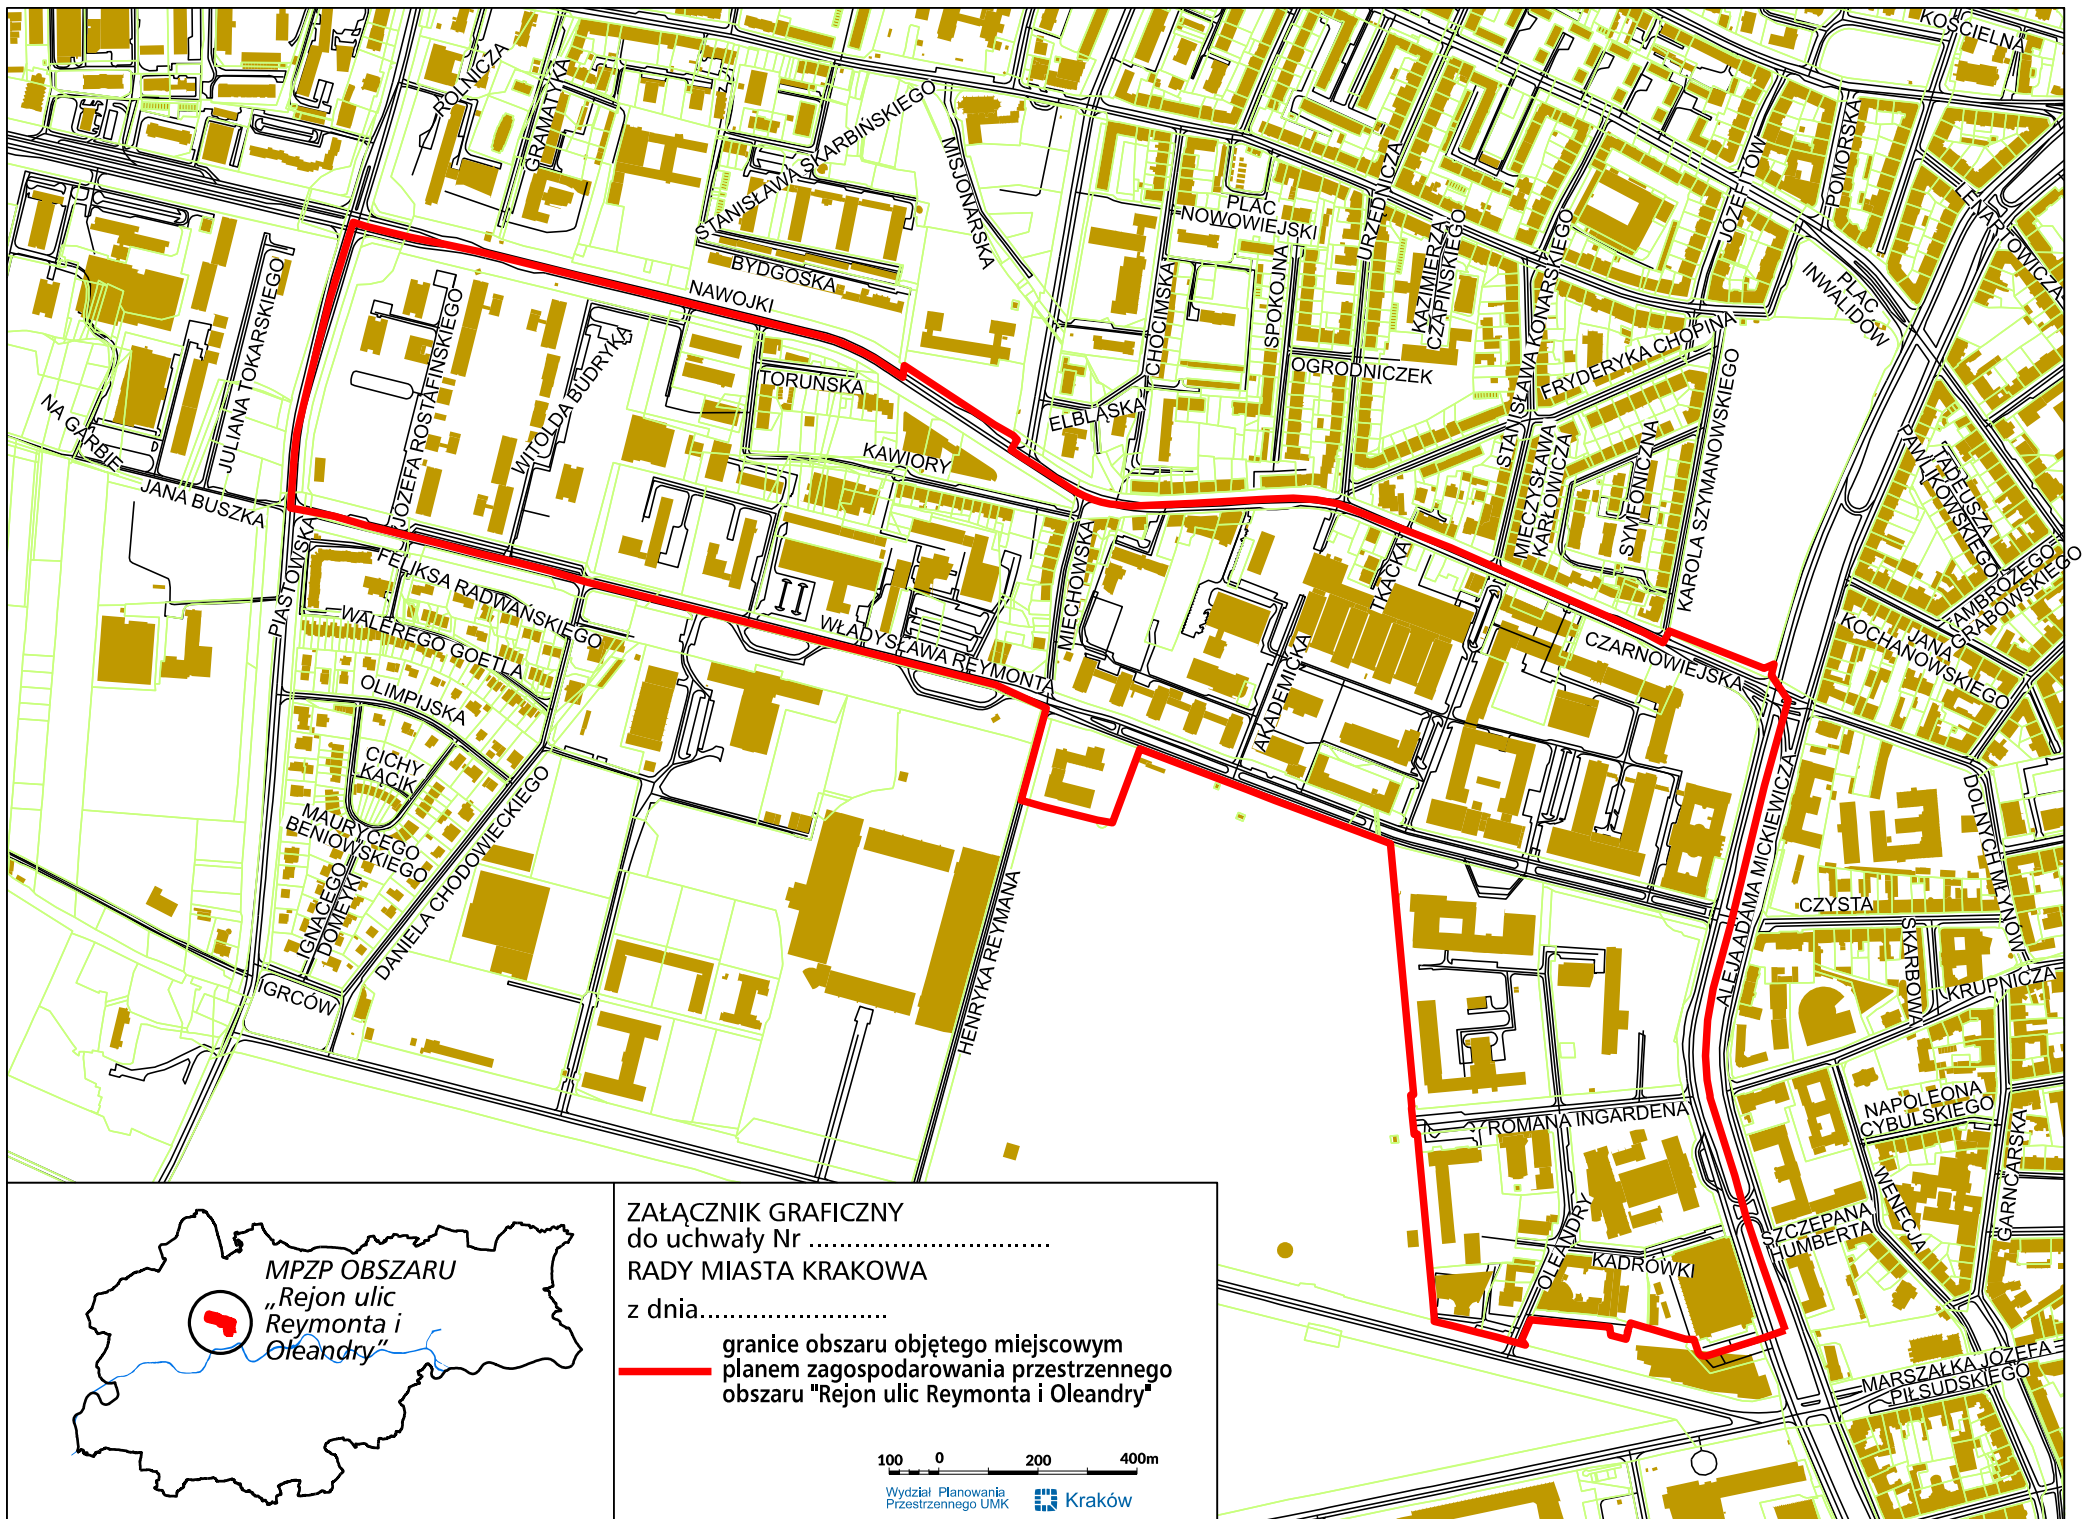 KOŚCIELNA
ROLNICZA
GRAMATYKA
STANISŁAWA SKARBIŃSKIEGO
MISJONARSKA
URZĘDNICZA
JÓZEFITÓW
POMORSKA
LENARTOWICZA
PLAC
NOWOWIEJSKI
BYDGOSKA
NAWOJKI
CHOCIMSKA
SPOKOJNA
KAZIMIERZA
CZAPIŃSKIEGO
STANISŁAWA KONARSKIEGO
PLAC
INWALIDÓW
JULIANA TOKARSKIEGO
JÓZEFA ROSTAFIŃSKIEGO
WITOLDA BUDRYKA
TORUŃSKA
ELBLĄSKA
OGRODNICZEK
FRYDERYKA CHOPINA
KAROLA SZYMANOWSKIEGO
NA GARBIE
KAWIORY
MIECZYSŁAWA
KARŁOWICZA
SYMFONICZNA
TADEUSZA
PAWLIKOWSKIEGO
JANA BUSZKA
PIASTOWSKA
FELIKSA RADWAŃSKIEGO
MIECHOWSKA
TKACKA
AMBROŻEGO
GRABOWSKIEGO
WALEREGO GOETLA
WŁADYSŁAWA REYMONTA
AKADEMICKA
CZARNOWIEJSKA
JANA
KOCHANOWSKIEGO
OLIMPIJSKA
CICHY
KĄCIK
MAURYCEGO
BENIOWSKIEGO
IGNACEGO
DOMEYKI
DANIELA CHODOWIECKIEGO
ALEJA ADAMA MICKIEWICZA
DOLNYCH MŁYNÓW
CZYSTA
SKARBOWA
KRUPNICZA
IGRCÓW
HENRYKA REYMANA
ROMANA INGARDENA
NAPOLEONA
CYBULSKIEGO
GARNCARSKA
WENECJA
SZCZEPANA
HUMBERTA
OLEANDRY
KADRÓWKI
MARSZAŁKA JÓZEFA
PIŁSUDSKIEGO
MPZP OBSZARU
„Rejon ulic
Reymonta i
Oleandry”
ZAŁĄCZNIK GRAFICZNY
do uchwały Nr ................................
RADY MIASTA KRAKOWA
z dnia.........................
granice obszaru objętego miejscowym
planem zagospodarowania przestrzennego
obszaru "Rejon ulic Reymonta i Oleandry"
100 0 200 400m
Wydział Planowania
Przestrzennego UMK
Kraków